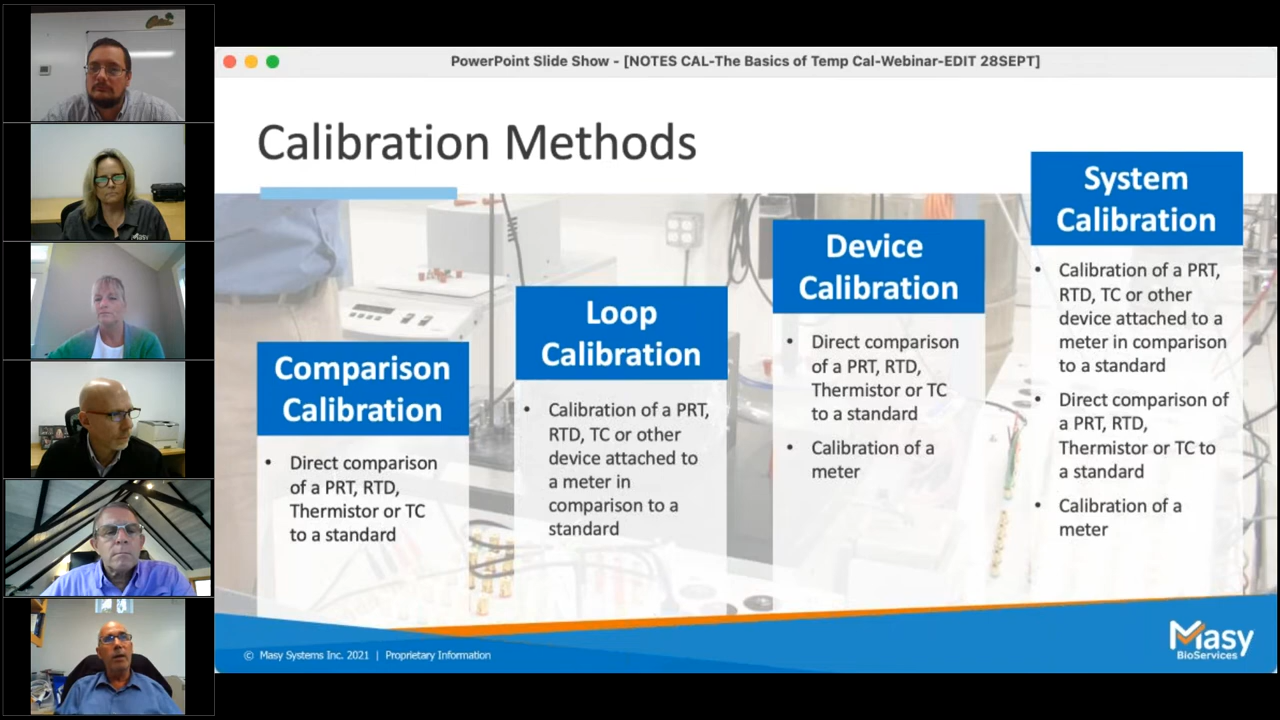 PowerPoint Slide Show - [NOTES CAL-The Basics of Temp Cal-Webinar-EDIT 28SEPT]
Calibration Methods
Comparison
Calibration
• Direct comparison
of a PRT, RTD,
Thermistor or TC
to a standard
Loop
Calibration
• Calibration of a PRT,
RTD, TC or other
device attached to
a meter in
comparison to a
standard
Device
Calibration
• Direct comparison
of a PRT, RTD,
Thermistor or TC
to a standard
• Calibration of a
meter
System
Calibration
• Calibration of a PRT,
RTD, TC or other
device attached to a
meter in comparison
to a standard
• Direct comparison of
a PRT, RTD,
Thermistor or TC to
a standard
• Calibration of a
meter
© Masy Systems Inc. 2021 | Proprietary Information
Masy
BioServices
Masy